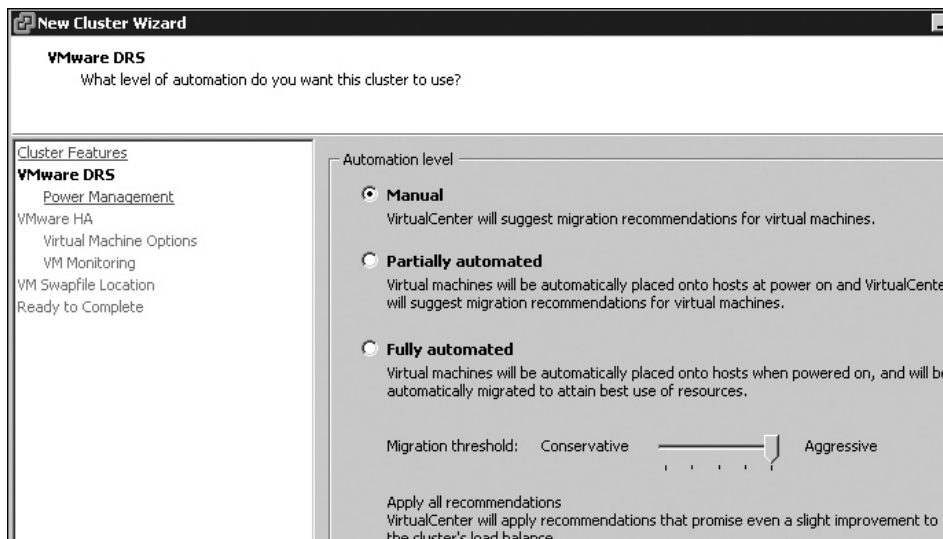 New Cluster Wizard
VMware DRS
What level of automation do you want this cluster to use?
Cluster Features
VMware DRS
Power Management
VMware HA
Virtual Machine Options
VM Monitoring
VM Swapfile Location
Ready to Complete
Automation level
Manual
VirtualCenter will suggest migration recommendations for virtual machines.
Partially automated
Virtual machines will be automatically placed onto hosts at power on and
will suggest migration recommendations for virtual machines.
Fully automated
Virtual machines will be automatically placed onto hosts when powered on, and will
automatically migrated to attain best use of resources.
Migration threshold: Conservative Aggressive
Apply all recommendations
VirtualCenter will apply recommendations that promise even a slight improvement to
the cluster's load balance.